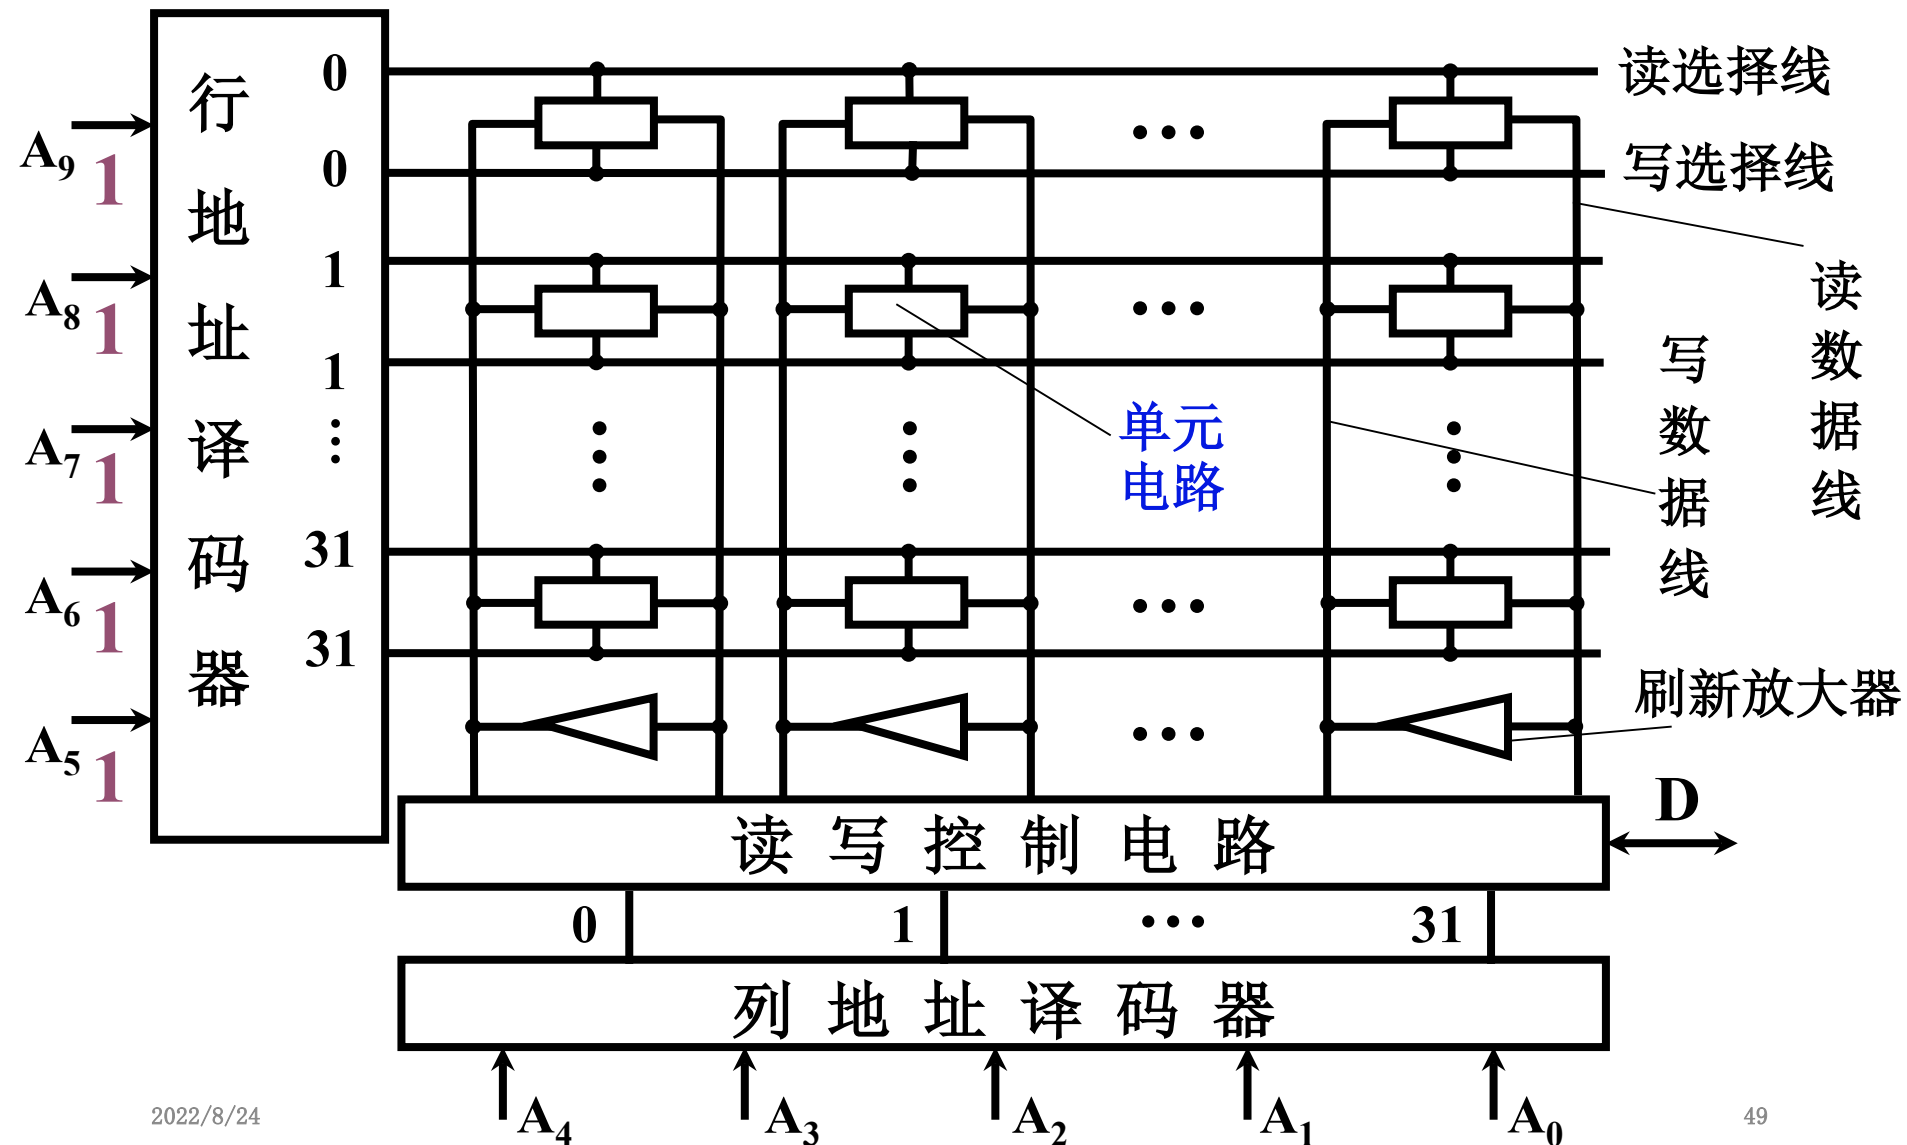 行地址译码器
0
0
1
1
⋮
31
31
A9 1
A8 1
A7 1
A6 1
A5 1
读选择线
写选择线
读数据线
写数据线
单元
电路
刷新放大器
D
读写控制电路
0 1 … 31
列地址译码器
A4 A3 A2 A1 A0
2022/8/24
49